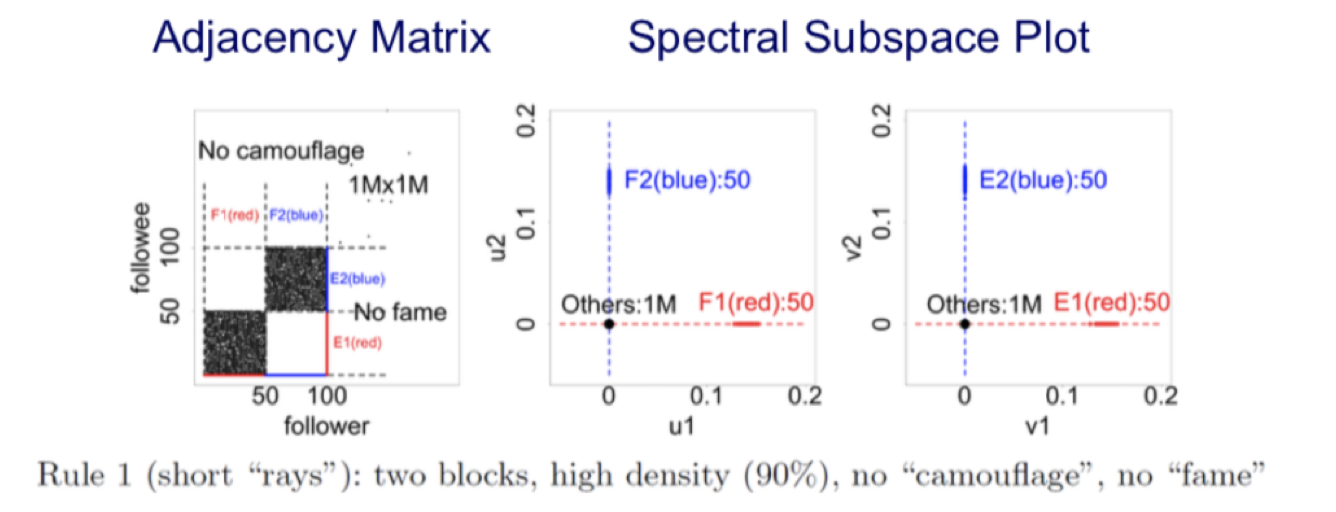 Adjacency Matrix
Spectral Subspace Plot
No camouflage
1Mx1M
F1(red)
F2(blue)
E2(blue)
No fame
E1(red)
followee
100
50
50
100
follower
0.2
0.1
0
u2
F2(blue):50
Others:1M
F1(red):50
0
0.1
0.2
u1
0.2
0.1
0
v2
E2(blue):50
Others:1M
E1(red):50
0
0.1
0.2
v1
Rule 1 (short “rays”): two blocks, high density (90%), no “camouflage”, no “fame”